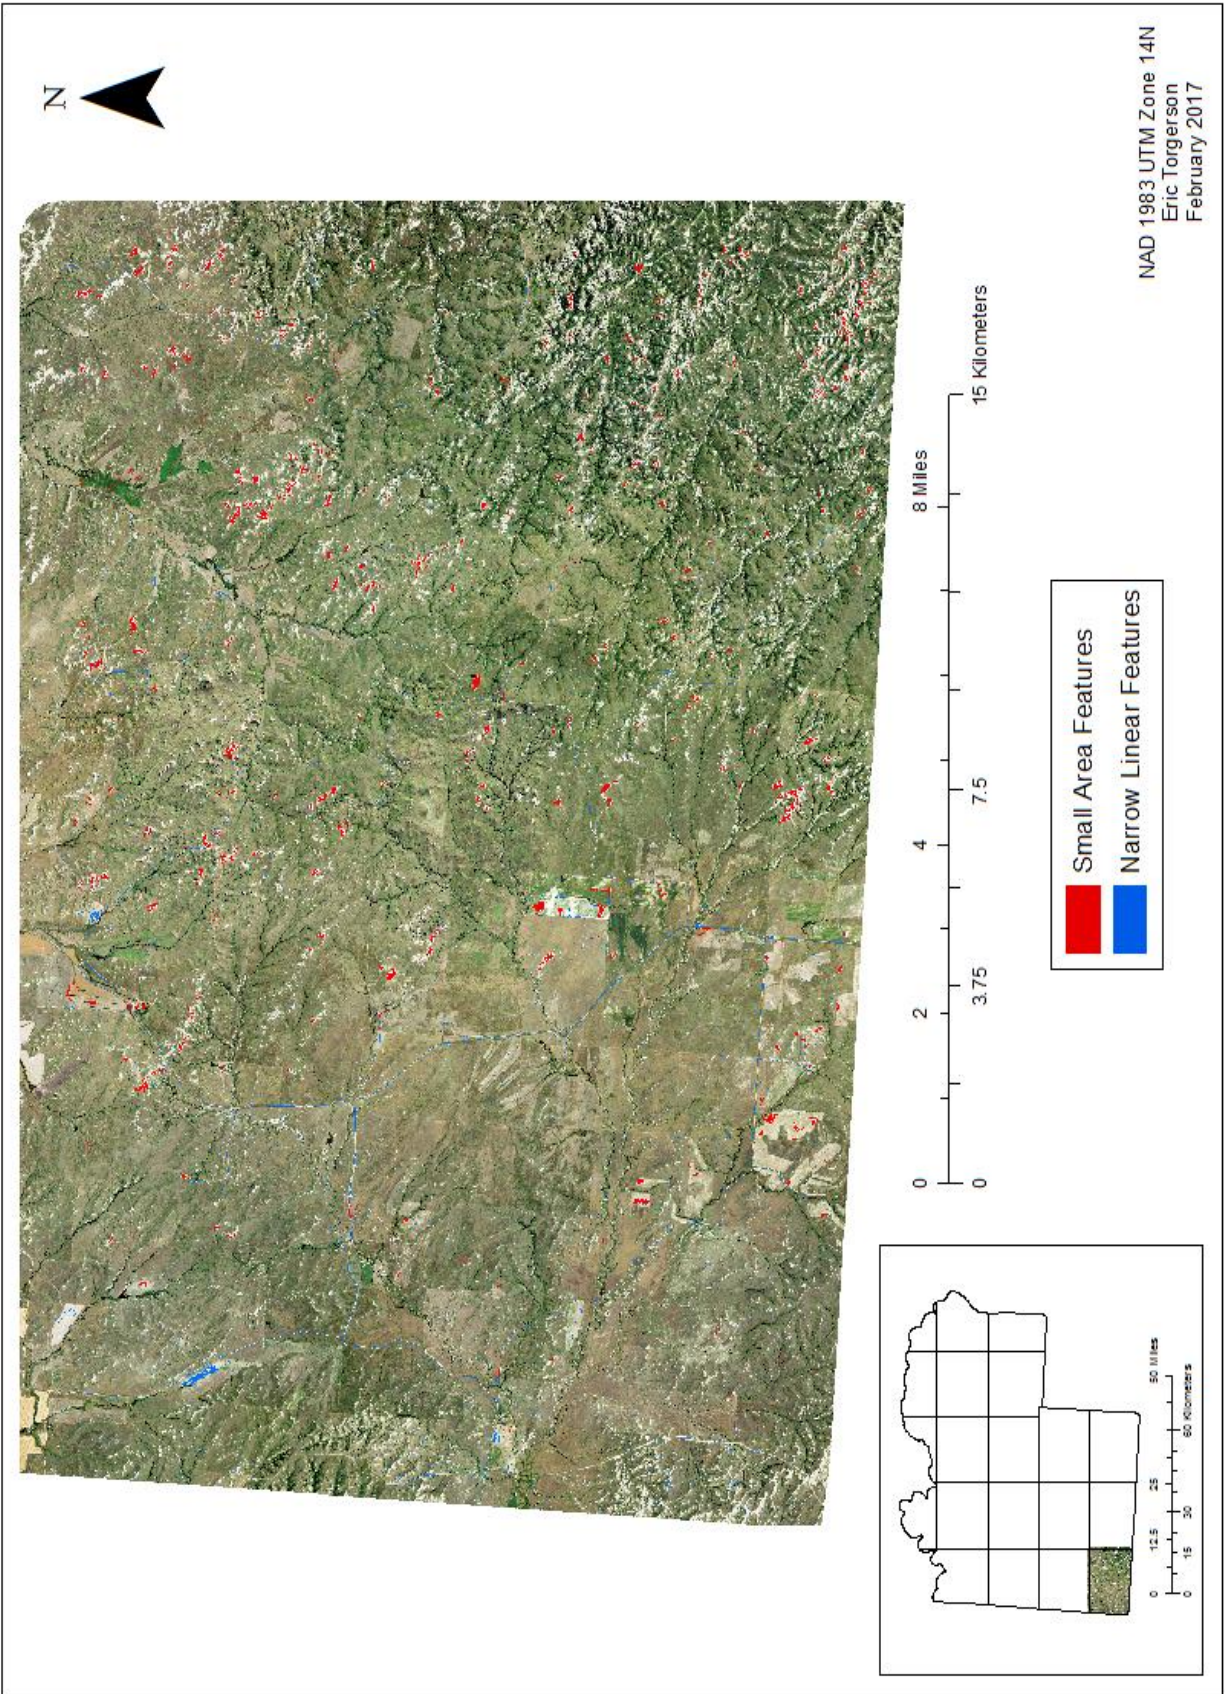 N
NAD 1983 UTM Zone 14N
Eric Torgerson
February 2017
0 2 4 8 Miles
0 3.75 7.5 15 Kilometers
Small Area Features
Narrow Linear Features
0 12.5 25 50 Miles
0 15 30 60 Kilometers